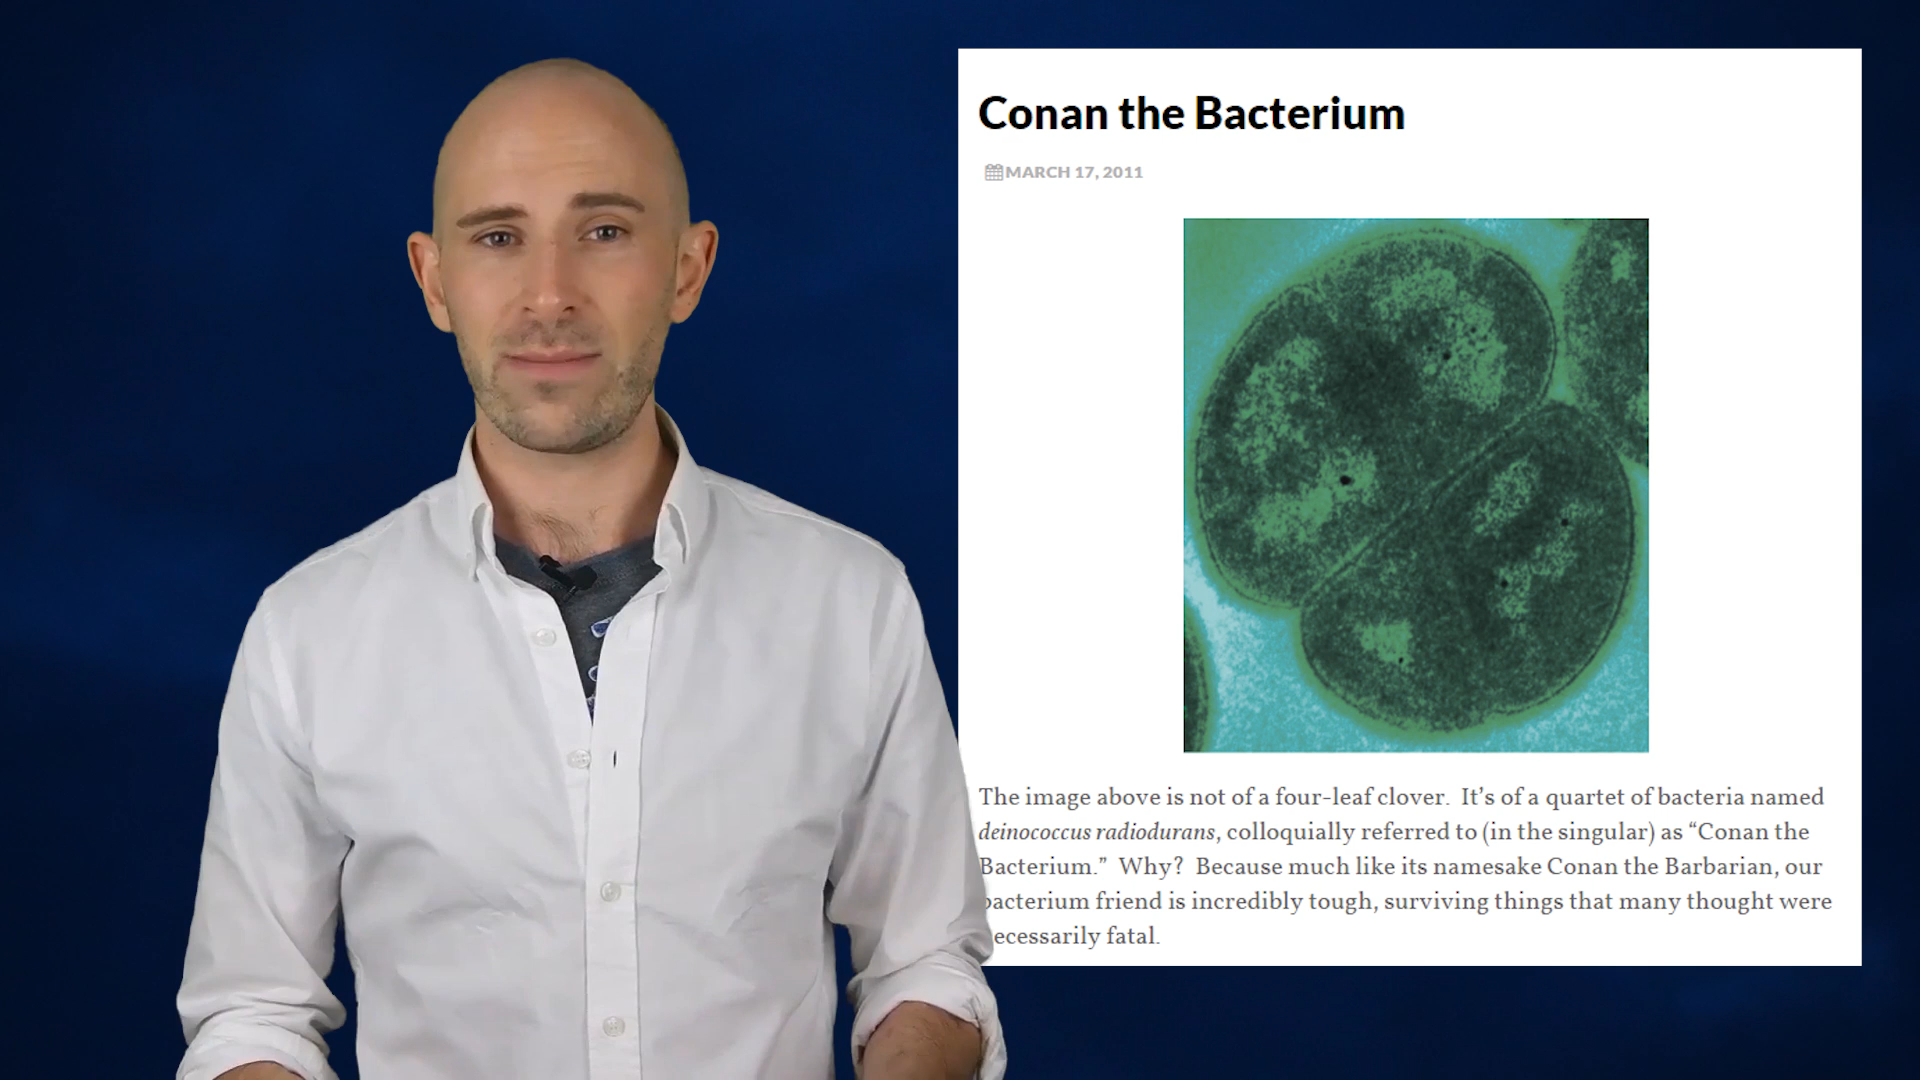 Conan the Bacterium
MARCH 17, 2011
The image above is not of a four-leaf clover. It's of a quartet of bacteria named
deinococcus radiodurans, colloquially referred to (in the singular) as “Conan the
Bacterium.” Why? Because much like its namesake Conan the Barbarian, our
bacterium friend is incredibly tough, surviving things that many thought were
ecessarily fatal.